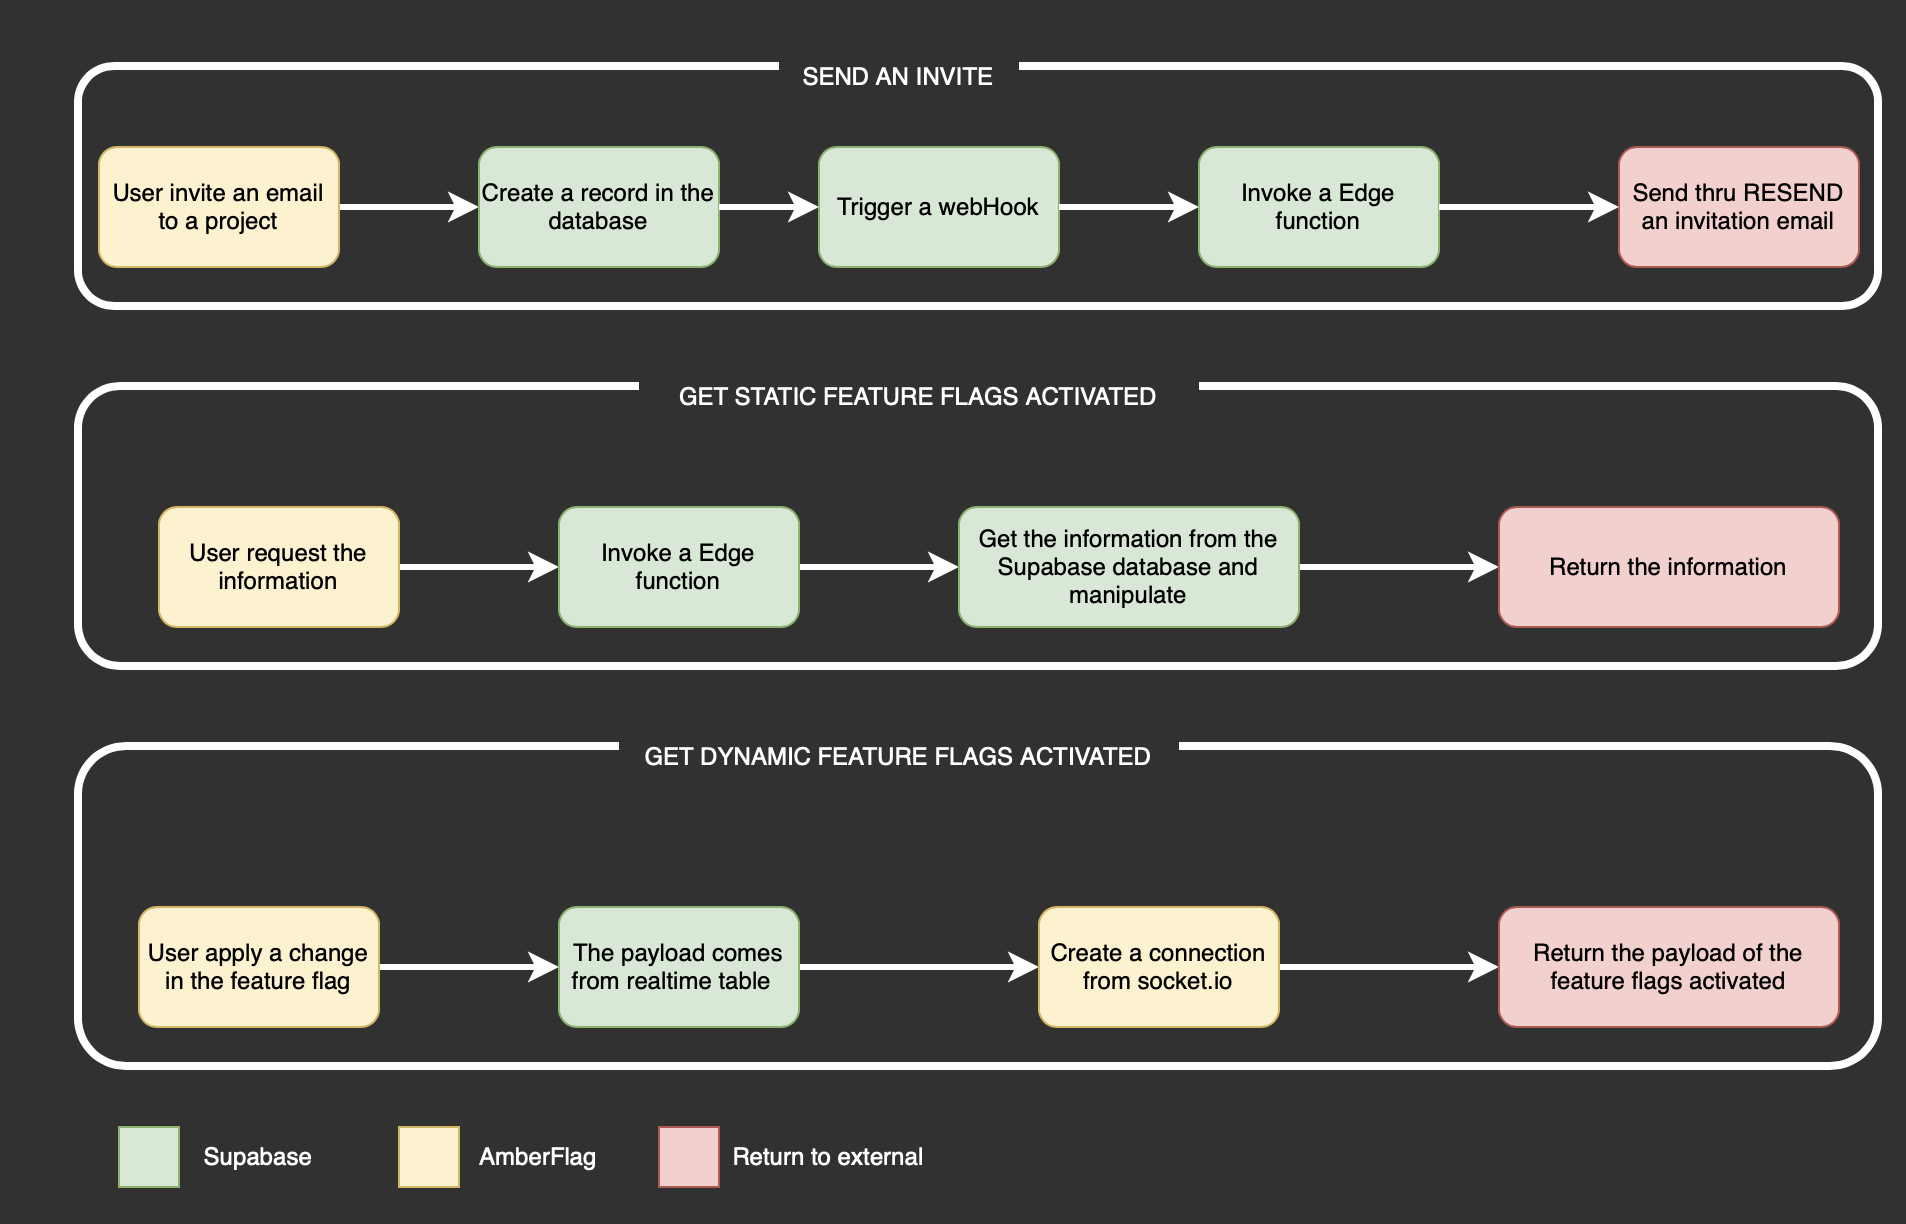 SEND AN INVITE
User invite an email
to a project
Create a record in the
database
Trigger a webHook
Invoke a Edge
function
Send thru RESEND
an invitation email
GET STATIC FEATURE FLAGS ACTIVATED
User request the
information
Invoke a Edge
function
Get the information from the
Supabase database and
manipulate
Return the information
GET DYNAMIC FEATURE FLAGS ACTIVATED
User apply a change
in the feature flag
The payload comes
from realtime table
Create a connection
from socket.io
Return the payload of the
feature flags activated
Supabase
AmberFlag
Return to external